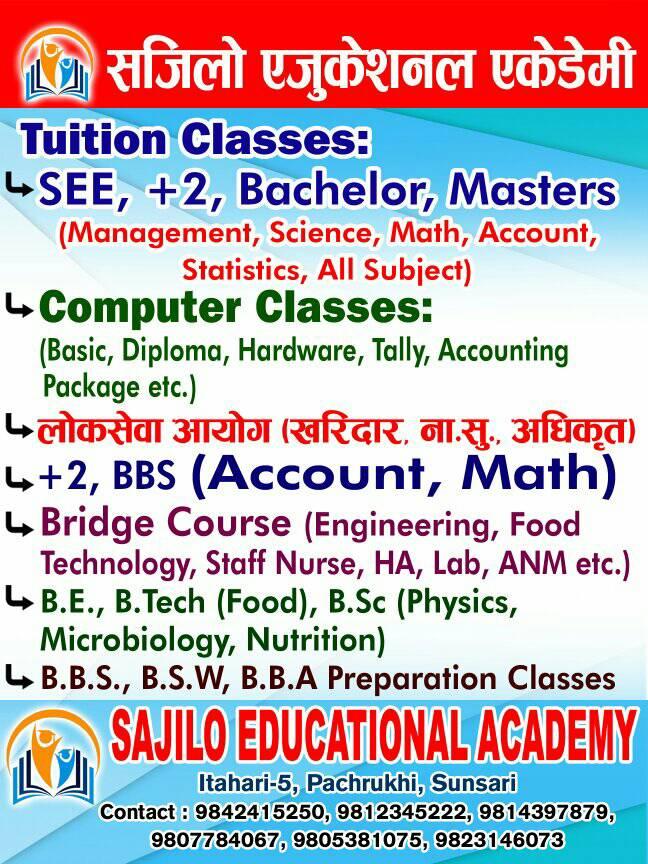 सजिलो एजुकेशनल एकेडेमी
Tuition Classes:
SEE, +2, Bachelor, Masters
(Management, Science, Math, Account,
Statistics, All Subject)
Computer Classes:
(Basic, Diploma, Hardware, Tally, Accounting
Package etc.)
लोकसेवा आयोग (खरिदार, ना.सु., अधिकृत)
+2, BBS (Account, Math)
Bridge Course (Engineering, Food
Technology, Staff Nurse, HA, Lab, ANM etc.)
B.E., B.Tech (Food), B.Sc (Physics,
Microbiology, Nutrition)
B.B.S., B.S.W, B.B.A Preparation Classes
SAJILO EDUCATIONAL ACADEMY
Itahari-5, Pachrukhi, Sunsari
Contact : 9842415250, 9812345222, 9814397879,
9807784067, 9805381075, 9823146073